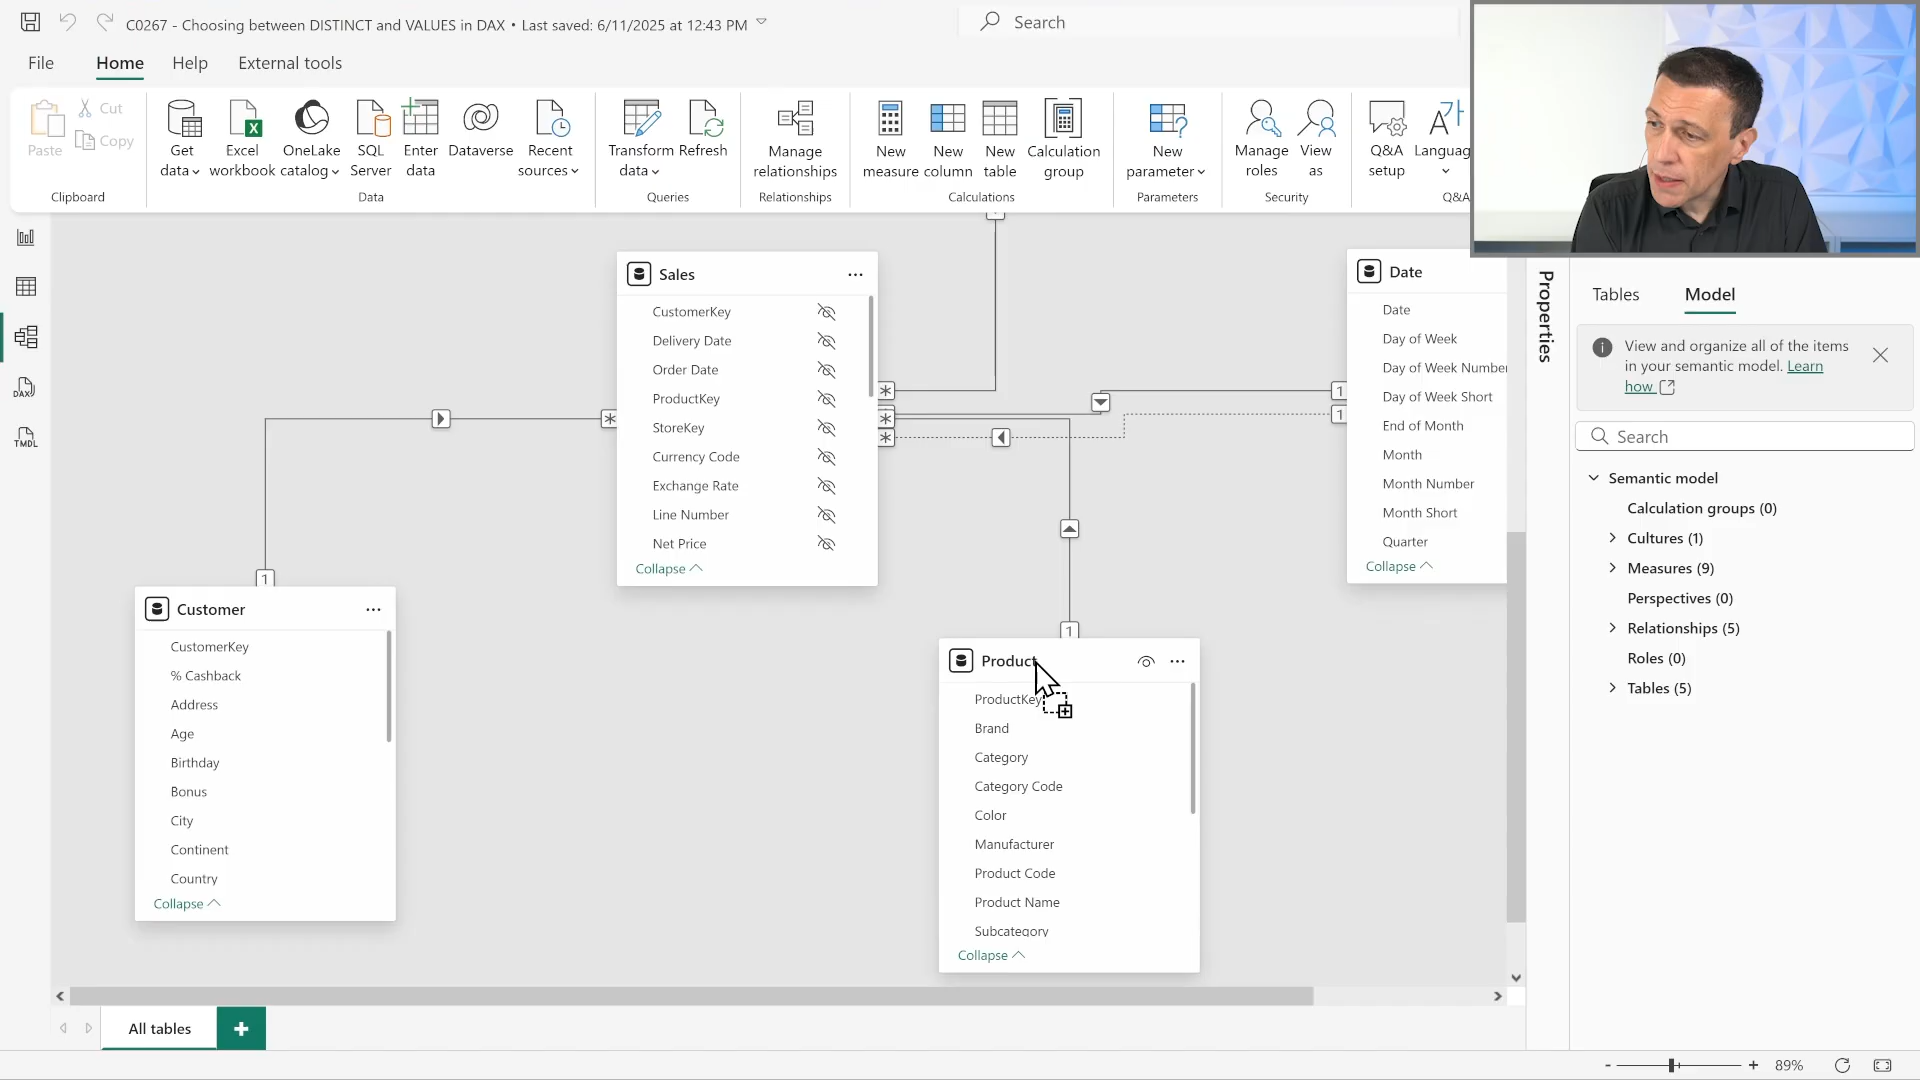 C0267 - Choosing between DISTINCT and VALUES in DAX • Last saved: 6/11/2025 at 12:43 PM
Search
File
Home
Help
External tools
Paste
Cut
Copy
Clipboard
Get data
Excel workbook
OneLake catalog
SQL Server
Enter data
Dataverse
Recent sources
Data
Transform data
Refresh
Queries
Manage relationships
Relationships
New measure
New column
New table
Calculation group
Calculations
New parameter
Parameters
Manage roles
View as
Security
Q&A setup
Languag
Q&A
DAX
TMDL
Sales
CustomerKey
Delivery Date
Order Date
ProductKey
StoreKey
Currency Code
Exchange Rate
Line Number
Net Price
Collapse
Date
Date
Day of Week
Day of Week Number
Day of Week Short
End of Month
Month
Month Number
Month Short
Quarter
Collapse
*
*
*
*
1
1
1
1
Customer
CustomerKey
% Cashback
Address
Age
Birthday
Bonus
City
Continent
Country
Collapse
Product
ProductKey
Brand
Category
Category Code
Color
Manufacturer
Product Code
Product Name
Subcategory
Collapse
Properties
Tables
Model
View and organize all of the items
in your semantic model. Learn
how
Search
Semantic model
Calculation groups (0)
Cultures (1)
Measures (9)
Perspectives (0)
Relationships (5)
Roles (0)
Tables (5)
All tables
+
- + 89%